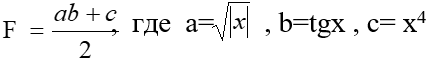 F = (ab + c)/2, где a=√|x| , b=tgx , c= x⁴